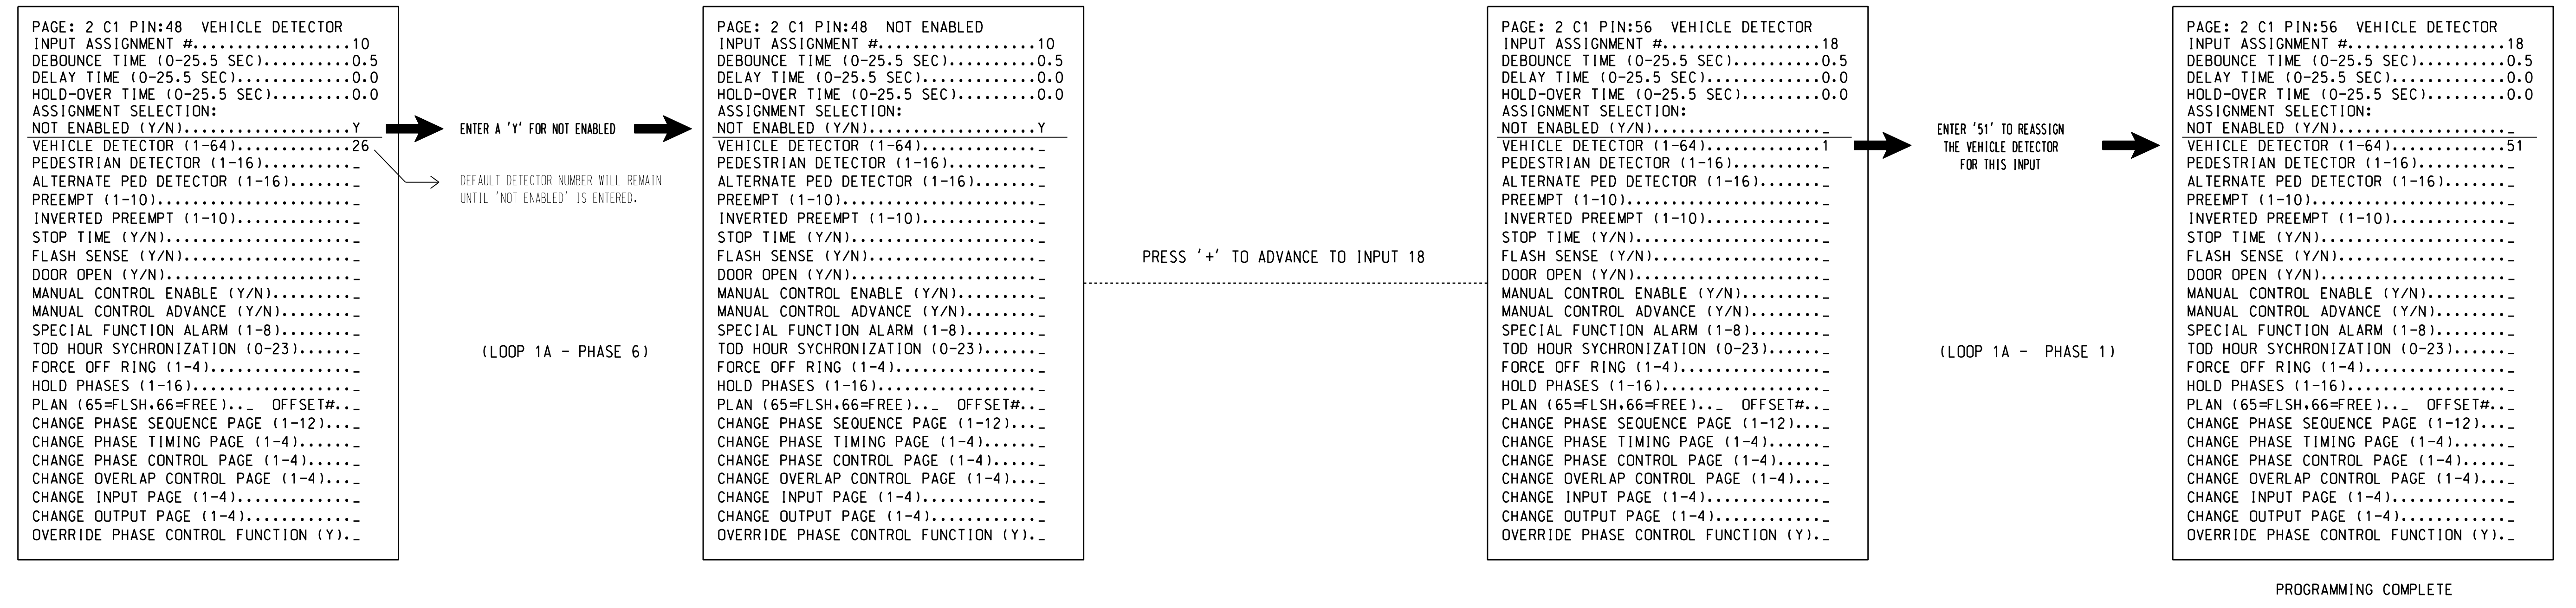 PAGE: 2 C1 PIN:48  VEHICLE DETECTOR
INPUT ASSIGNMENT #..................10
DEBOUNCE TIME (0-25.5 SEC)..........0.5
DELAY TIME (0-25.5 SEC).............0.0
HOLD-OVER TIME (0-25.5 SEC).........0.0
ASSIGNMENT SELECTION:
NOT ENABLED (Y/N)...................Y
VEHICLE DETECTOR (1-64).............26
PEDESTRIAN DETECTOR (1-16)..........._
ALTERNATE PED DETECTOR (1-16)......._
PREEMPT (1-10)......................_
INVERTED PREEMPT (1-10)............._
STOP TIME (Y/N)....................._
FLASH SENSE (Y/N)..................._
DOOR OPEN (Y/N)....................._
MANUAL CONTROL ENABLE (Y/N)........._
MANUAL CONTROL ADVANCE (Y/N)........_
SPECIAL FUNCTION ALARM (1-8)........_
TOD HOUR SYCHRONIZATION (0-23)......_
FORCE OFF RING (1-4)................_
HOLD PHASES (1-16).................._
PLAN (65=FLSH,66=FREE).._  OFFSET#.._
CHANGE PHASE SEQUENCE PAGE (1-12)..._
CHANGE PHASE TIMING PAGE (1-4)......_
CHANGE PHASE CONTROL PAGE (1-4)....._
CHANGE OVERLAP CONTROL PAGE (1-4)..._
CHANGE INPUT PAGE (1-4)............._
CHANGE OUTPUT PAGE (1-4)............_
OVERRIDE PHASE CONTROL FUNCTION (Y)._
ENTER A 'Y' FOR NOT ENABLED
DEFAULT DETECTOR NUMBER WILL REMAIN
UNTIL 'NOT ENABLED' IS ENTERED.
(LOOP 1A - PHASE 6)
PAGE: 2 C1 PIN:48  NOT ENABLED
INPUT ASSIGNMENT #..................10
DEBOUNCE TIME (0-25.5 SEC)..........0.5
DELAY TIME (0-25.5 SEC).............0.0
HOLD-OVER TIME (0-25.5 SEC).........0.0
ASSIGNMENT SELECTION:
NOT ENABLED (Y/N)...................Y
VEHICLE DETECTOR (1-64)............._
PEDESTRIAN DETECTOR (1-16)..........._
ALTERNATE PED DETECTOR (1-16)......._
PREEMPT (1-10)......................_
INVERTED PREEMPT (1-10)............._
STOP TIME (Y/N)....................._
FLASH SENSE (Y/N)..................._
DOOR OPEN (Y/N)....................._
MANUAL CONTROL ENABLE (Y/N)........._
MANUAL CONTROL ADVANCE (Y/N)........_
SPECIAL FUNCTION ALARM (1-8)........_
TOD HOUR SYCHRONIZATION (0-23)......_
FORCE OFF RING (1-4)................_
HOLD PHASES (1-16).................._
PLAN (65=FLSH,66=FREE).._  OFFSET#.._
CHANGE PHASE SEQUENCE PAGE (1-12)..._
CHANGE PHASE TIMING PAGE (1-4)......_
CHANGE PHASE CONTROL PAGE (1-4)....._
CHANGE OVERLAP CONTROL PAGE (1-4)..._
CHANGE INPUT PAGE (1-4)............._
CHANGE OUTPUT PAGE (1-4)............_
OVERRIDE PHASE CONTROL FUNCTION (Y)._
PRESS '+' TO ADVANCE TO INPUT 18
PAGE: 2 C1 PIN:56  VEHICLE DETECTOR
INPUT ASSIGNMENT #..................18
DEBOUNCE TIME (0-25.5 SEC)..........0.5
DELAY TIME (0-25.5 SEC).............0.0
HOLD-OVER TIME (0-25.5 SEC).........0.0
ASSIGNMENT SELECTION:
NOT ENABLED (Y/N)..................._
VEHICLE DETECTOR (1-64).............1
PEDESTRIAN DETECTOR (1-16)..........._
ALTERNATE PED DETECTOR (1-16)......._
PREEMPT (1-10)......................_
INVERTED PREEMPT (1-10)............._
STOP TIME (Y/N)....................._
FLASH SENSE (Y/N)..................._
DOOR OPEN (Y/N)....................._
MANUAL CONTROL ENABLE (Y/N)........._
MANUAL CONTROL ADVANCE (Y/N)........_
SPECIAL FUNCTION ALARM (1-8)........_
TOD HOUR SYCHRONIZATION (0-23)......_
FORCE OFF RING (1-4)................_
HOLD PHASES (1-16).................._
PLAN (65=FLSH,66=FREE).._  OFFSET#.._
CHANGE PHASE SEQUENCE PAGE (1-12)..._
CHANGE PHASE TIMING PAGE (1-4)......_
CHANGE PHASE CONTROL PAGE (1-4)....._
CHANGE OVERLAP CONTROL PAGE (1-4)..._
CHANGE INPUT PAGE (1-4)............._
CHANGE OUTPUT PAGE (1-4)............_
OVERRIDE PHASE CONTROL FUNCTION (Y)._
ENTER '51' TO REASSIGN
THE VEHICLE DETECTOR
FOR THIS INPUT
(LOOP 1A -  PHASE 1)
PAGE: 2 C1 PIN:56  VEHICLE DETECTOR
INPUT ASSIGNMENT #..................18
DEBOUNCE TIME (0-25.5 SEC)..........0.5
DELAY TIME (0-25.5 SEC).............0.0
HOLD-OVER TIME (0-25.5 SEC).........0.0
ASSIGNMENT SELECTION:
NOT ENABLED (Y/N)..................._
VEHICLE DETECTOR (1-64).............51
PEDESTRIAN DETECTOR (1-16)..........._
ALTERNATE PED DETECTOR (1-16)......._
PREEMPT (1-10)......................_
INVERTED PREEMPT (1-10)............._
STOP TIME (Y/N)....................._
FLASH SENSE (Y/N)..................._
DOOR OPEN (Y/N)....................._
MANUAL CONTROL ENABLE (Y/N)........._
MANUAL CONTROL ADVANCE (Y/N)........_
SPECIAL FUNCTION ALARM (1-8)........_
TOD HOUR SYCHRONIZATION (0-23)......_
FORCE OFF RING (1-4)................_
HOLD PHASES (1-16).................._
PLAN (65=FLSH,66=FREE).._  OFFSET#.._
CHANGE PHASE SEQUENCE PAGE (1-12)..._
CHANGE PHASE TIMING PAGE (1-4)......_
CHANGE PHASE CONTROL PAGE (1-4)....._
CHANGE OVERLAP CONTROL PAGE (1-4)..._
CHANGE INPUT PAGE (1-4)............._
CHANGE OUTPUT PAGE (1-4)............_
OVERRIDE PHASE CONTROL FUNCTION (Y)._
PROGRAMMING COMPLETE